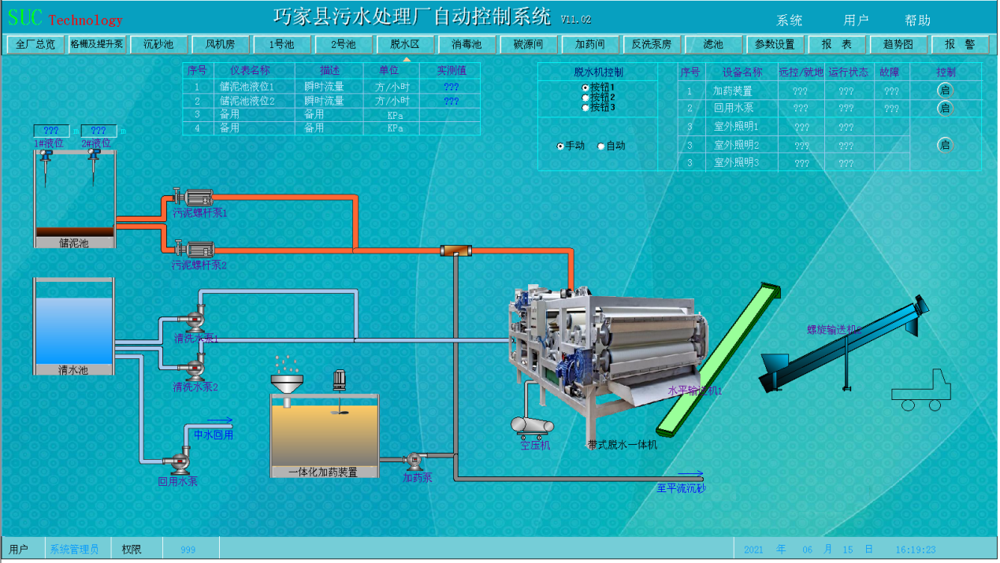 SUC Technology
巧家县污水处理厂自动控制系统 V11.02
系统 用户 帮助
全厂总览 格栅及提升泵 沉砂池 风机房 1号池 2号池 脱水区 消毒池 碳源间 加药间 反洗泵房 滤池 参数设置 报 表 趋势图 报 警
序号 仪表名称 描述 单位 实测值
1 储泥池液位1 瞬时流量 方/小时 ???
2 储泥池液位2 瞬时流量 方/小时 ???
3 备用 备用 KPa
4 备用 备用 KPa
脱水机控制
按钮1
按钮2
按钮3
手动 自动
序号 设备名称 远控/就地 运行状态 故障 控制
1 加药装置 ??? ??? ??? 启
2 回用水泵 ??? ??? ??? 启
3 室外照明1 ??? ???
3 室外照明2 ??? ??? 启
3 室外照明3 ??? ???
??? m ??? m
1#液位 2#液位
储泥池
污泥螺杆泵1
污泥螺杆泵2
清水池
清洗水泵1
清洗水泵2
中水回用
回用水泵
一体化加药装置
加药泵
空压机
带式脱水一体机
水平输送机1
螺旋输送机2
至平流沉砂
用户 系统管理员 权限 999
2021 年 06 月 15 日 16:19:23